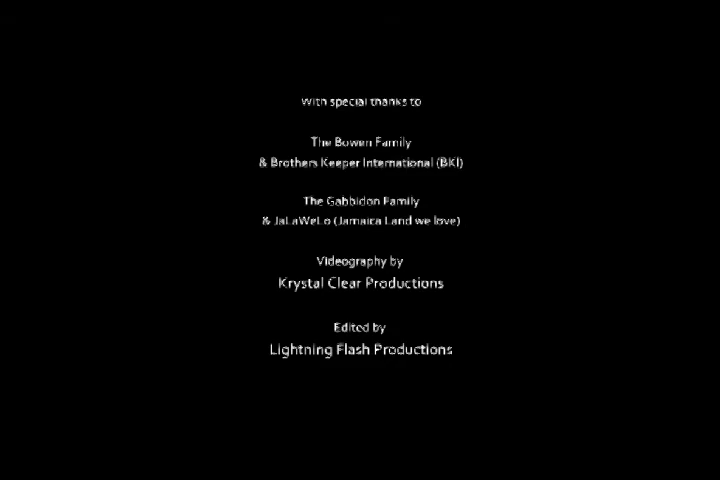 With special thanks to
The Bowen Family
& Brothers Keeper International (BKI)
The Gabbidon Family
& JaLaWeLo (Jamaica Land we love)
Videography by
Krystal Clear Productions
Edited by
Lightning Flash Productions